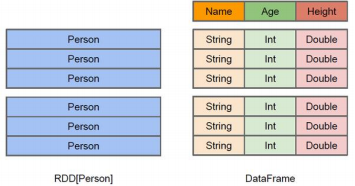 Name Age Height
Person String Int Double
Person String Int Double
Person String Int Double
Person String Int Double
Person String Int Double
Person String Int Double
RDD[Person] DataFrame